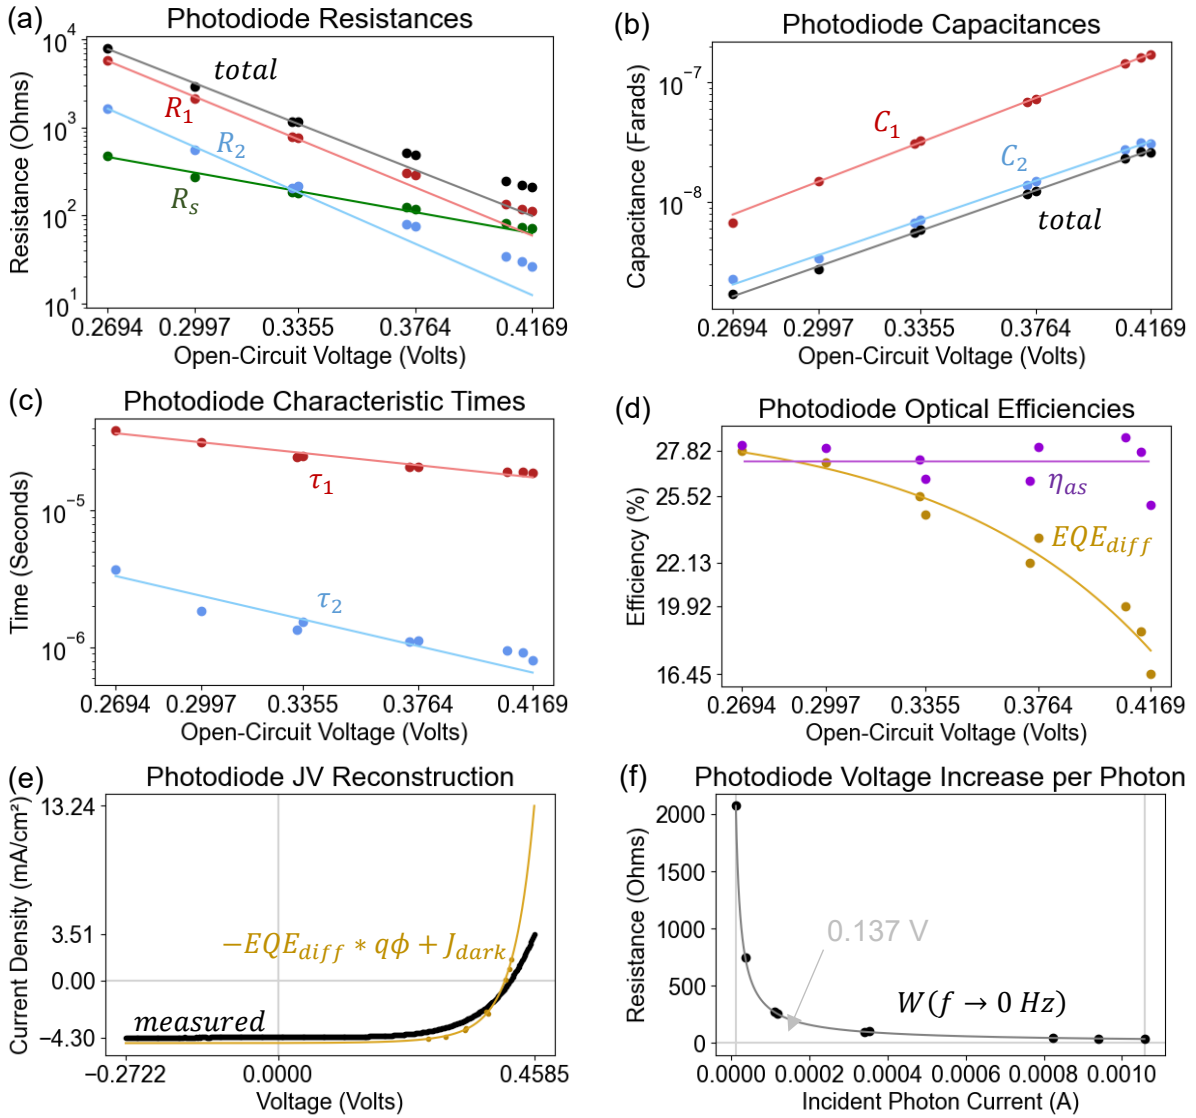 (a)
Photodiode Resistances
Resistance (Ohms)
10⁴
10³
10²
10¹
total
R₁
R₂
Rₛ
0.2694 0.2997 0.3355 0.3764 0.4169
Open-Circuit Voltage (Volts)
(b)
Photodiode Capacitances
Capacitance (Farads)
10⁻⁷
10⁻⁸
C₁
C₂
total
0.2694 0.2997 0.3355 0.3764 0.4169
Open-Circuit Voltage (Volts)
(c)
Photodiode Characteristic Times
Time (Seconds)
10⁻⁵
10⁻⁶
τ₁
τ₂
0.2694 0.2997 0.3355 0.3764 0.4169
Open-Circuit Voltage (Volts)
(d)
Photodiode Optical Efficiencies
Efficiency (%)
27.82
25.52
22.13
19.92
16.45
η_as
EQE_diff
0.2694 0.2997 0.3355 0.3764 0.4169
Open-Circuit Voltage (Volts)
(e)
Photodiode JV Reconstruction
Current Density (mA/cm²)
13.24
3.51
0.00
−4.30
−EQE_diff * qϕ + J_dark
measured
−0.2722 0.0000 0.4585
Voltage (Volts)
(f)
Photodiode Voltage Increase per Photon
Resistance (Ohms)
2000
1500
1000
500
0
0.137 V
W(f → 0 Hz)
0.0000 0.0002 0.0004 0.0006 0.0008 0.0010
Incident Photon Current (A)